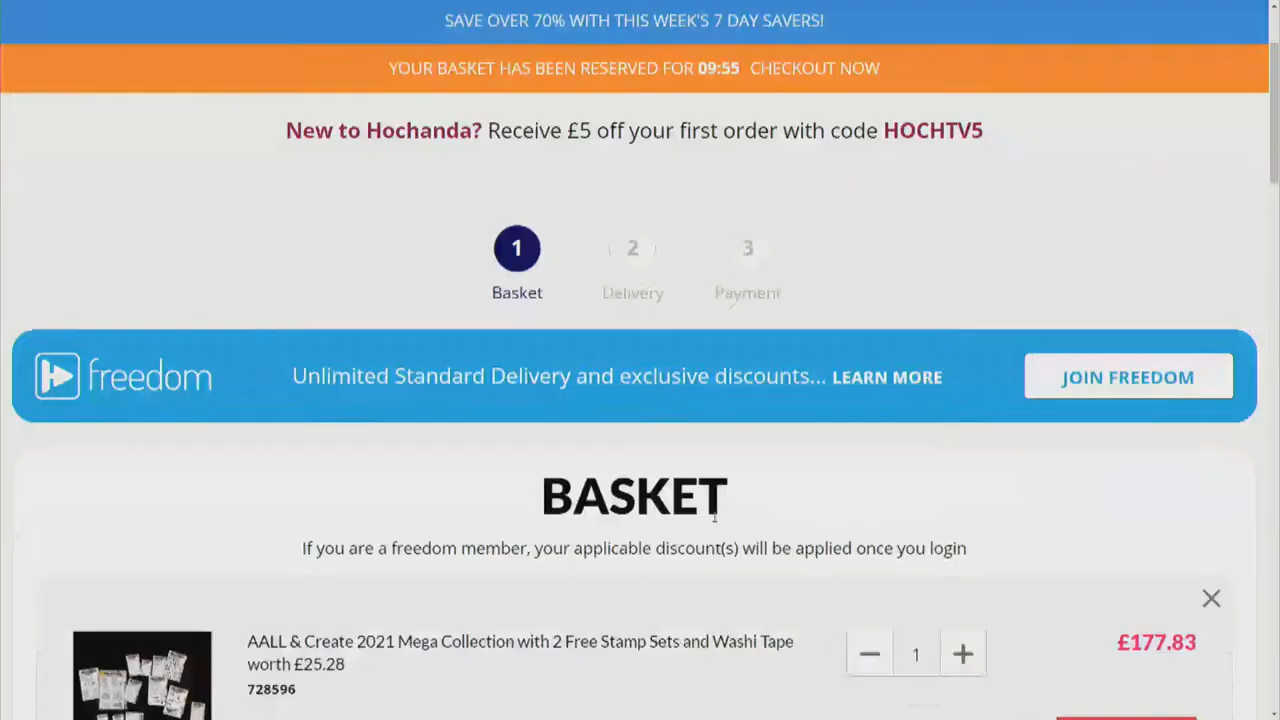 SAVE OVER 70% WITH THIS WEEK'S 7 DAY SAVERS!
YOUR BASKET HAS BEEN RESERVED FOR 09:55 CHECKOUT NOW
New to Hochanda? Receive £5 off your first order with code HOCHTV5
1 2 3
Basket Delivery Payment
freedom Unlimited Standard Delivery and exclusive discounts... LEARN MORE JOIN FREEDOM
BASKET
If you are a freedom member, your applicable discount(s) will be applied once you login
AALL & Create 2021 Mega Collection with 2 Free Stamp Sets and Washi Tape
worth £25.28
728596
1
£177.83